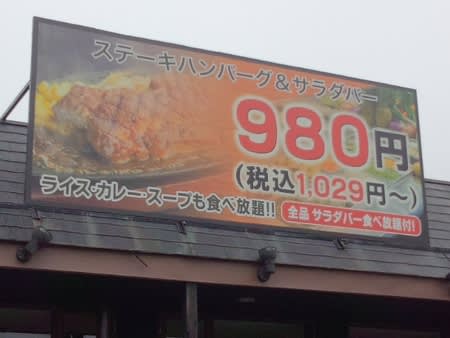 ステーキハンバーグ&サラダバー
980円
(税込1,029円~)
ライス・カレー・スープも食べ放題!!
全品 サラダバー食べ放題付!